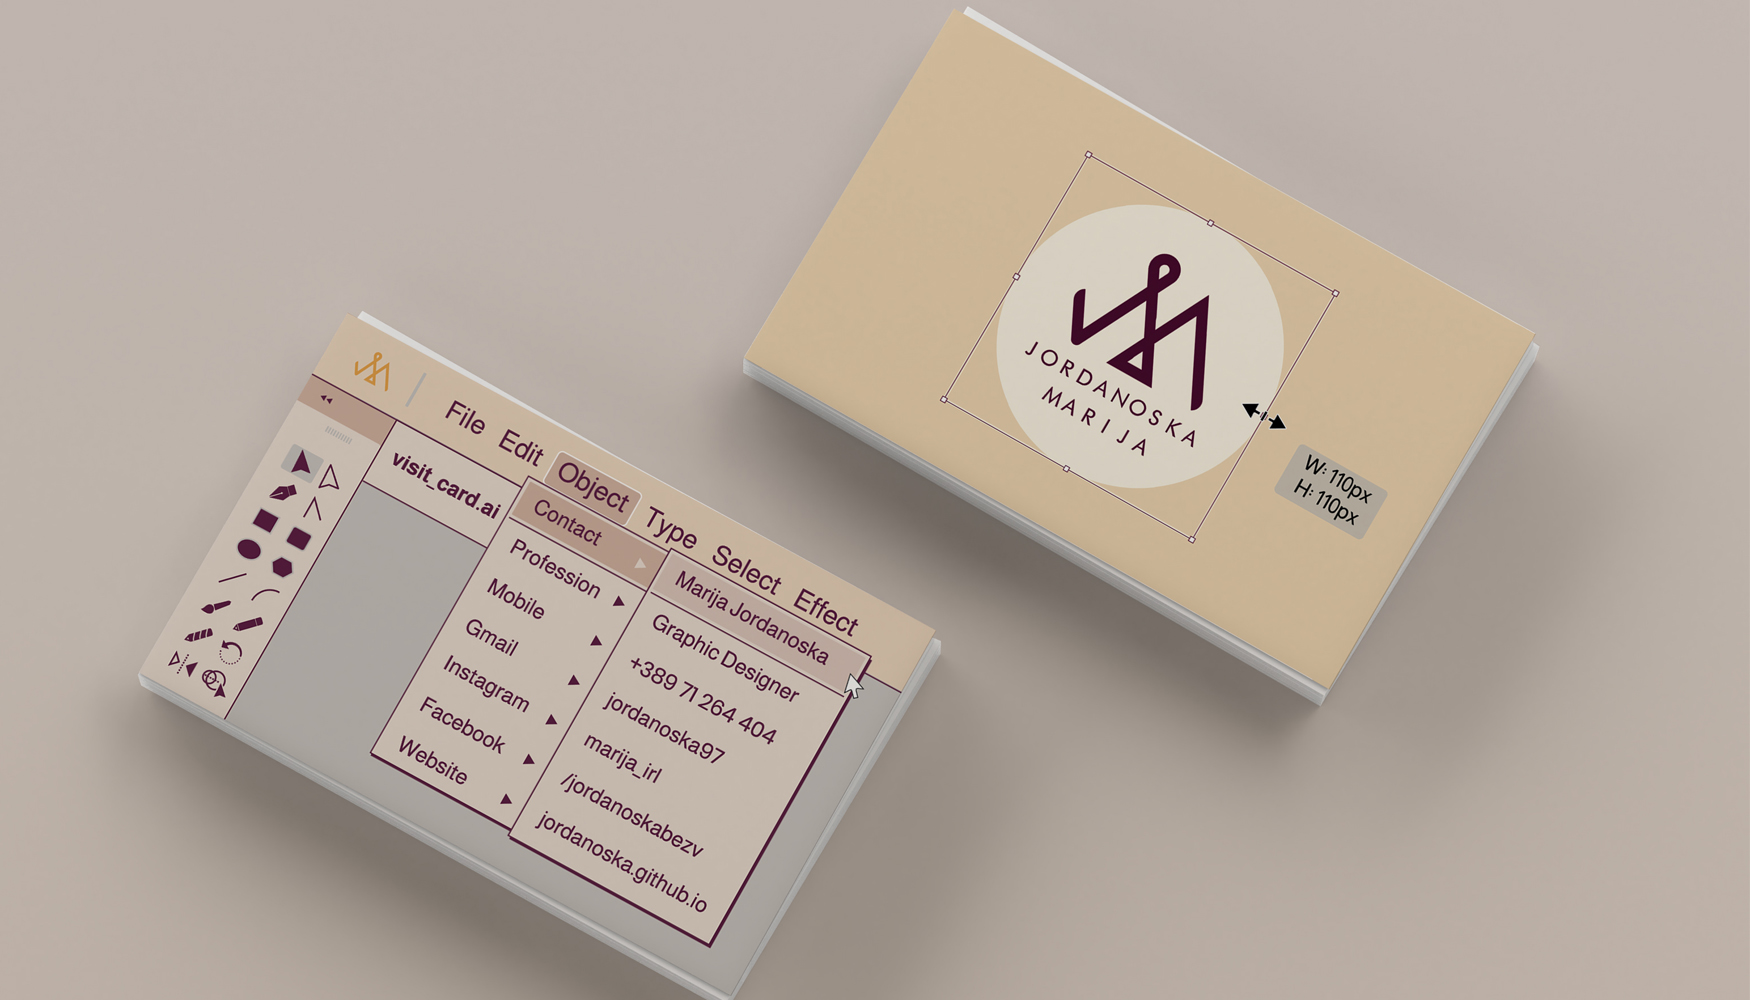 File Edit Object Type Select Effect
visit_card.ai
Contact
Profession
Mobile
Gmail
Instagram
Facebook
Website
Marija Jordanoska
Graphic Designer
+389 71 264 404
jordanoska97
marija_irl
/jordanoskabezv
jordanoska.github.io
JORDANOSKA
MARIJA
W: 110px
H: 110px